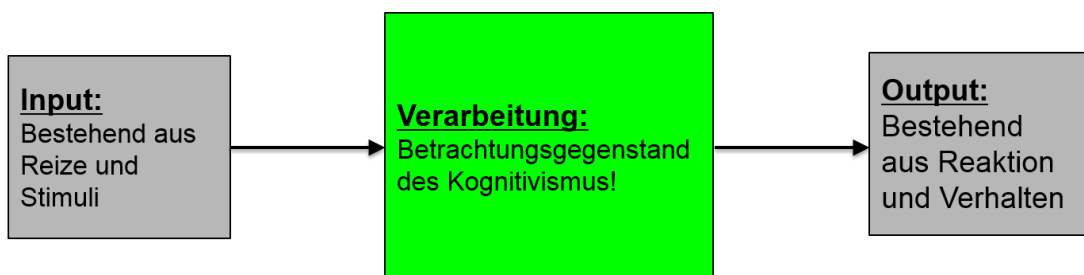 Input:
Bestehend aus
Reize und
Stimuli
Verarbeitung:
Betrachtungsgegenstand
des Kognitivismus!
Output:
Bestehend
aus Reaktion
und Verhalten